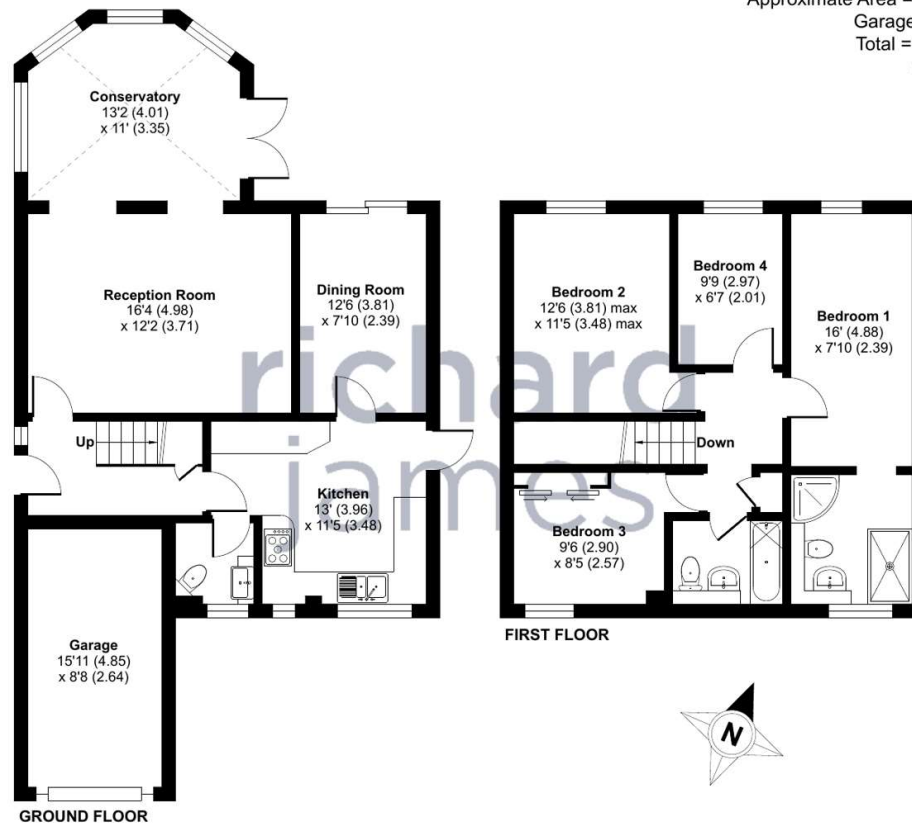 Approximate Area =
Garage
Total =
Conservatory
13'2 (4.01)
x 11' (3.35)
Reception Room
16'4 (4.98)
x 12'2 (3.71)
Dining Room
12'6 (3.81)
x 7'10 (2.39)
Up
Kitchen
13' (3.96)
x 11'5 (3.48)
Garage
15'11 (4.85)
x 8'8 (2.64)
GROUND FLOOR
Bedroom 2
12'6 (3.81) max
x 11'5 (3.48) max
Bedroom 4
9'9 (2.97)
x 6'7 (2.01)
Bedroom 1
16' (4.88)
x 7'10 (2.39)
Down
Bedroom 3
9'6 (2.90)
x 8'5 (2.57)
FIRST FLOOR
N
richard
james